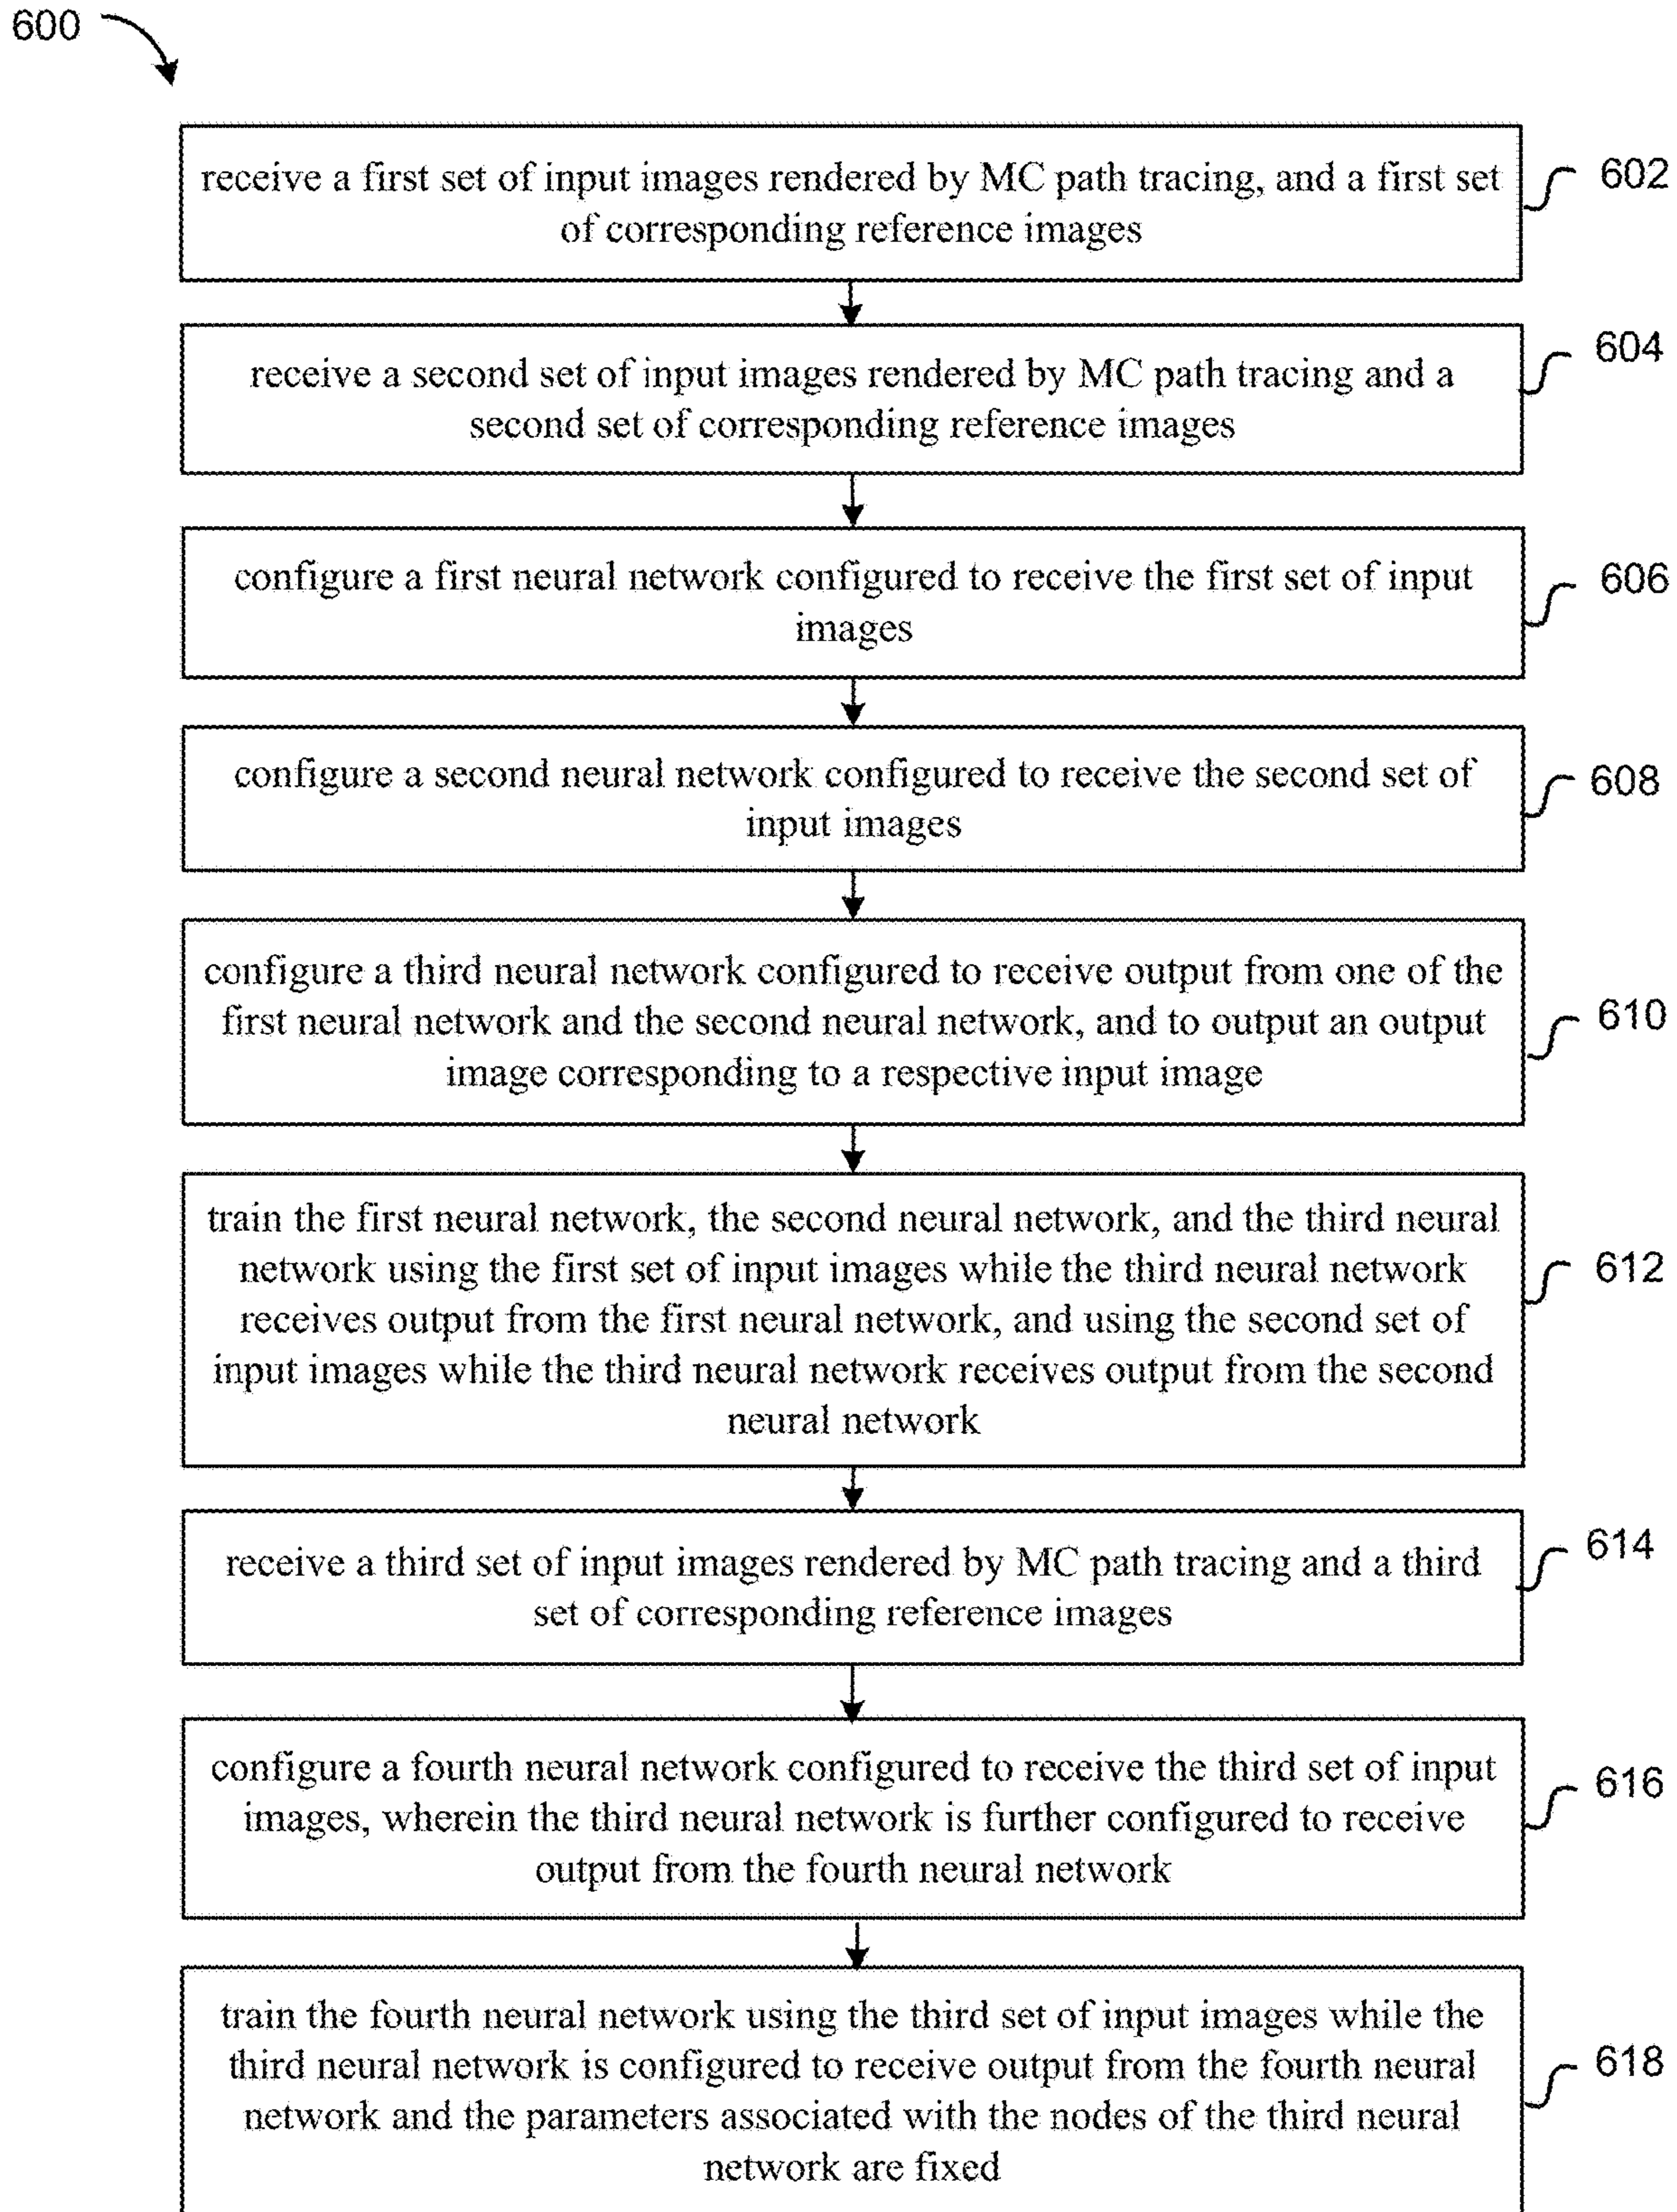 600
receive a first set of input images rendered by MC path tracing, and a first set
of corresponding reference images
602
receive a second set of input images rendered by MC path tracing and a
second set of corresponding reference images
604
configure a first neural network configured to receive the first set of input
images
606
configure a second neural network configured to receive the second set of
input images
608
configure a third neural network configured to receive output from one of the
first neural network and the second neural network, and to output an output
image corresponding to a respective input image
610
train the first neural network, the second neural network, and the third neural
network using the first set of input images while the third neural network
receives output from the first neural network, and using the second set of
input images while the third neural network receives output from the second
neural network
612
receive a third set of input images rendered by MC path tracing and a third
set of corresponding reference images
614
configure a fourth neural network configured to receive the third set of input
images, wherein the third neural network is further configured to receive
output from the fourth neural network
616
train the fourth neural network using the third set of input images while the
third neural network is configured to receive output from the fourth neural
network and the parameters associated with the nodes of the third neural
network are fixed
618